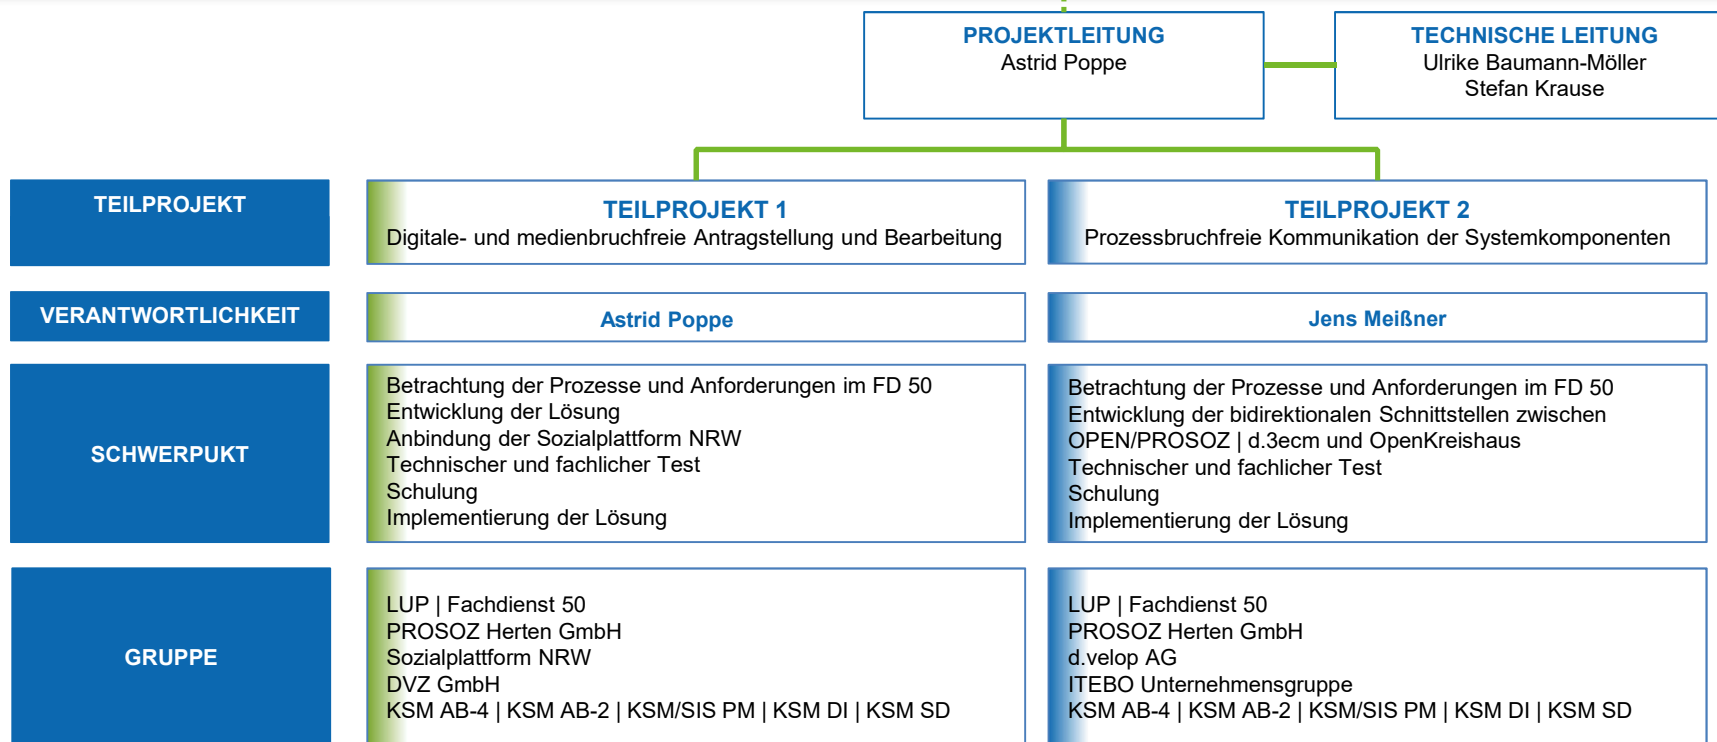 PROJEKTLEITUNG
Astrid Poppe
TECHNISCHE LEITUNG
Ulrike Baumann-Möller
Stefan Krause
TEILPROJEKT
TEILPROJEKT 1
Digitale- und medienbruchfreie Antragstellung und Bearbeitung
TEILPROJEKT 2
Prozessbruchfreie Kommunikation der Systemkomponenten
VERANTWORTLICHKEIT
Astrid Poppe
Jens Meißner
SCHWERPUKT
Betrachtung der Prozesse und Anforderungen im FD 50
Entwicklung der Lösung
Anbindung der Sozialplattform NRW
Technischer und fachlicher Test
Schulung
Implementierung der Lösung
Betrachtung der Prozesse und Anforderungen im FD 50
Entwicklung der bidirektionalen Schnittstellen zwischen
OPEN/PROSOZ | d.3ecm und OpenKreishaus
Technischer und fachlicher Test
Schulung
Implementierung der Lösung
GRUPPE
LUP | Fachdienst 50
PROSOZ Herten GmbH
Sozialplattform NRW
DVZ GmbH
KSM AB-4 | KSM AB-2 | KSM/SIS PM | KSM DI | KSM SD
LUP | Fachdienst 50
PROSOZ Herten GmbH
d.velop AG
ITEBO Unternehmensgruppe
KSM AB-4 | KSM AB-2 | KSM/SIS PM | KSM DI | KSM SD